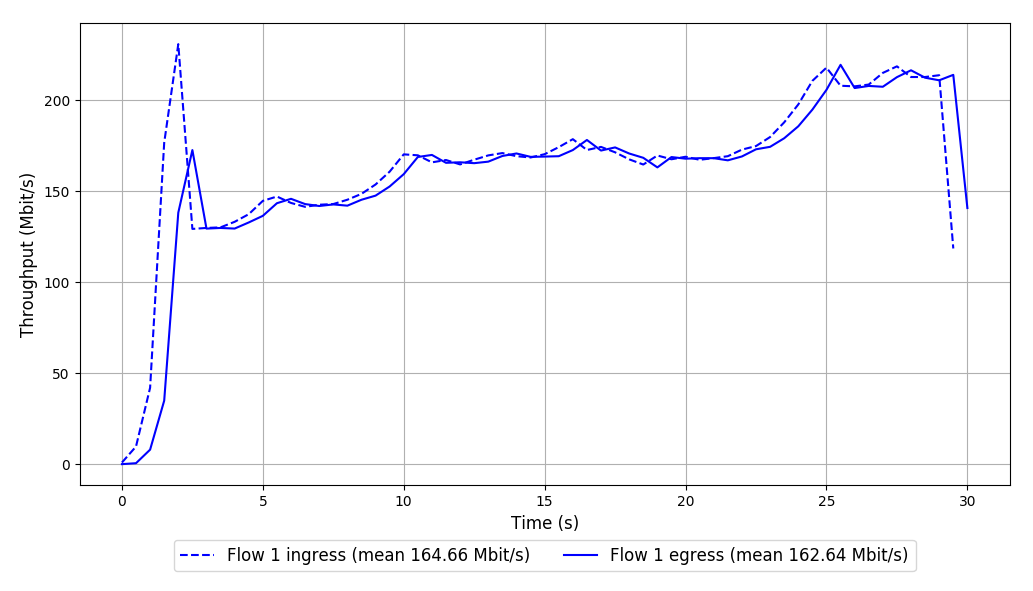 Throughput (Mbit/s)
200
150
100
50
0
0 5 10 15 20 25 30
Time (s)
Flow 1 ingress (mean 164.66 Mbit/s) Flow 1 egress (mean 162.64 Mbit/s)